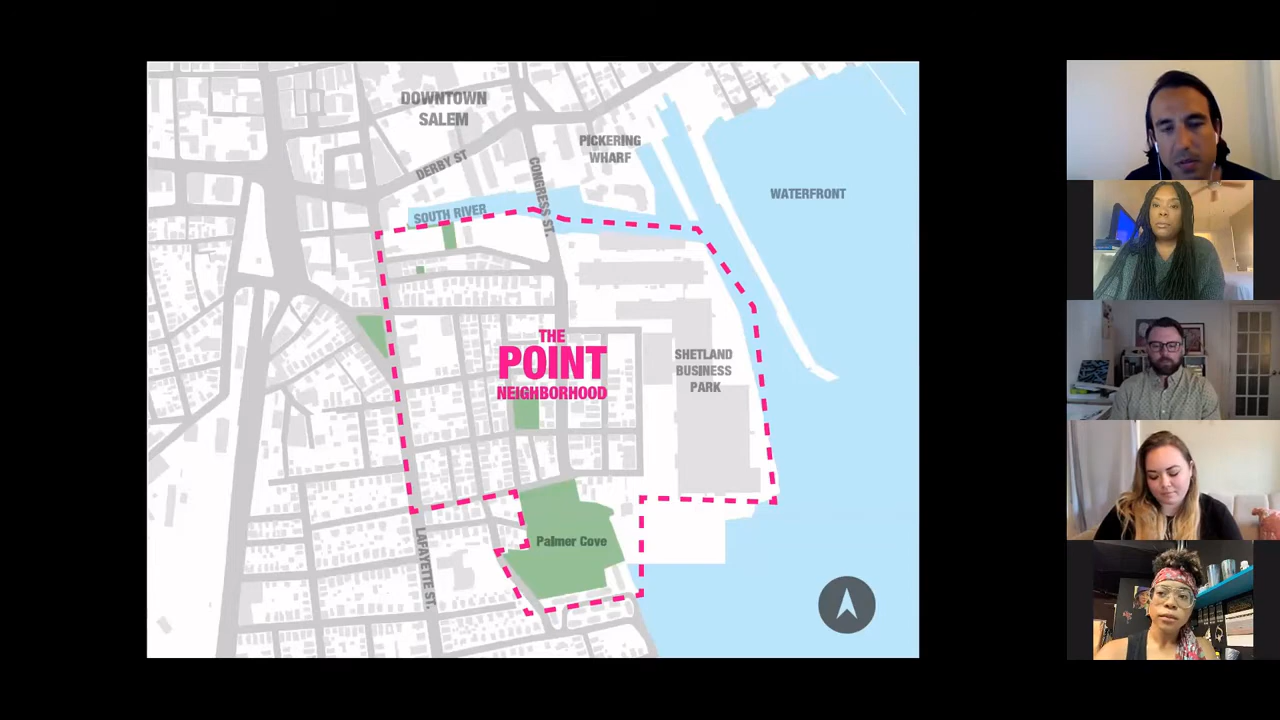 DOWNTOWN
SALEM
PICKERING
WHARF
DERBY ST
CONGRESS ST.
WATERFRONT
SOUTH RIVER
THE
POINT
NEIGHBORHOOD
SHETLAND
BUSINESS
PARK
Palmer Cove
LAFAYETTE ST.